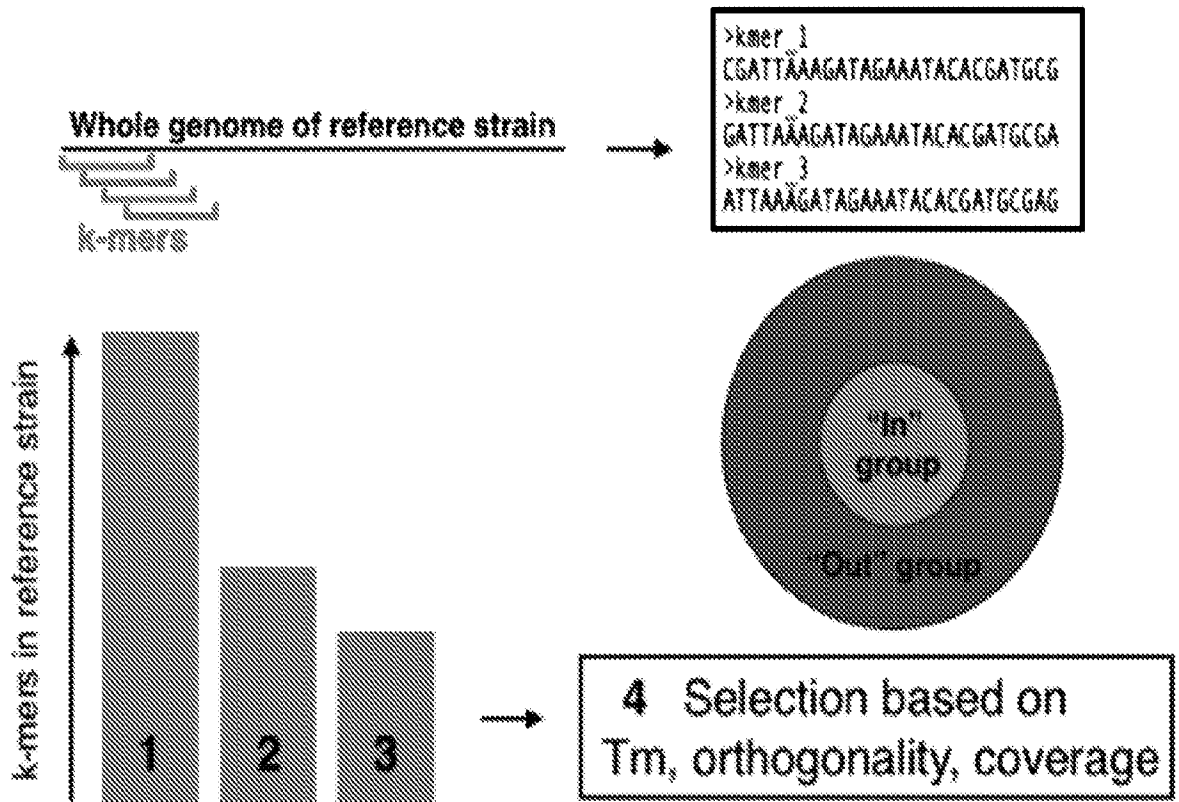 >kmer_1
CGATTAAAGATAGAAATACACGATGCG
>kmer_2
GATTAAAGATAGAAATACACGATGCGA
>kmer_3
ATTAAAGATAGAAATACACGATGCGAG
Whole genome of reference strain
k-mers
k-mers in reference strain
1
2
3
"In"
group
"Out" group
4 Selection based on
Tm, orthogonality, coverage